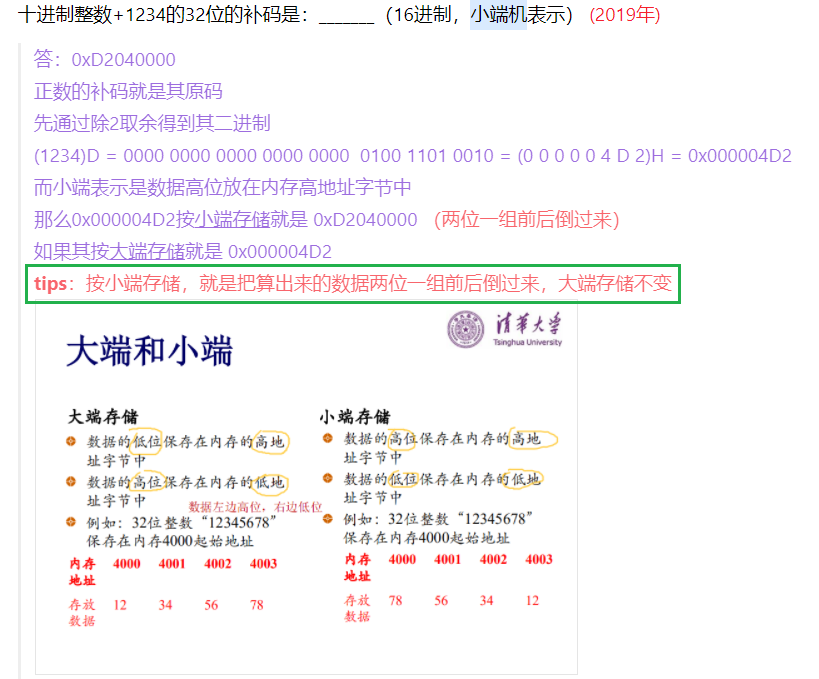 十进制整数+1234的32位的补码是：_______（16进制，小端机表示）（2019年）
答：0xD2040000
正数的补码就是其原码
先通过除2取余得到其二进制
(1234)D = 0000 0000 0000 0000 0000  0100 1101 0010 = (0 0 0 0 0 4 D 2)H = 0x000004D2
而小端表示是数据高位放在内存高地址字节中
那么0x000004D2按小端存储就是 0xD2040000 （两位一组前后倒过来）
如果其按大端存储就是 0x000004D2
tips：按小端存储，就是把算出来的数据两位一组前后倒过来，大端存储不变
清华大学
Tsinghua University
大端和小端
大端存储
数据的低位保存在内存的高地
址字节中
数据的高位保存在内存的低地
址字节中
数据左边高位，右边低位
例如：32位整数“12345678”
保存在内存4000起始地址
内存 4000 4001 4002 4003
地址
存放 12 34 56 78
数据
小端存储
数据的高位保存在内存的高地
址字节中
数据的低位保存在内存的低地
址字节中
例如：32位整数“12345678”
保存在内存4000起始地址
内存 4000 4001 4002 4003
地址
存放 78 56 34 12
数据